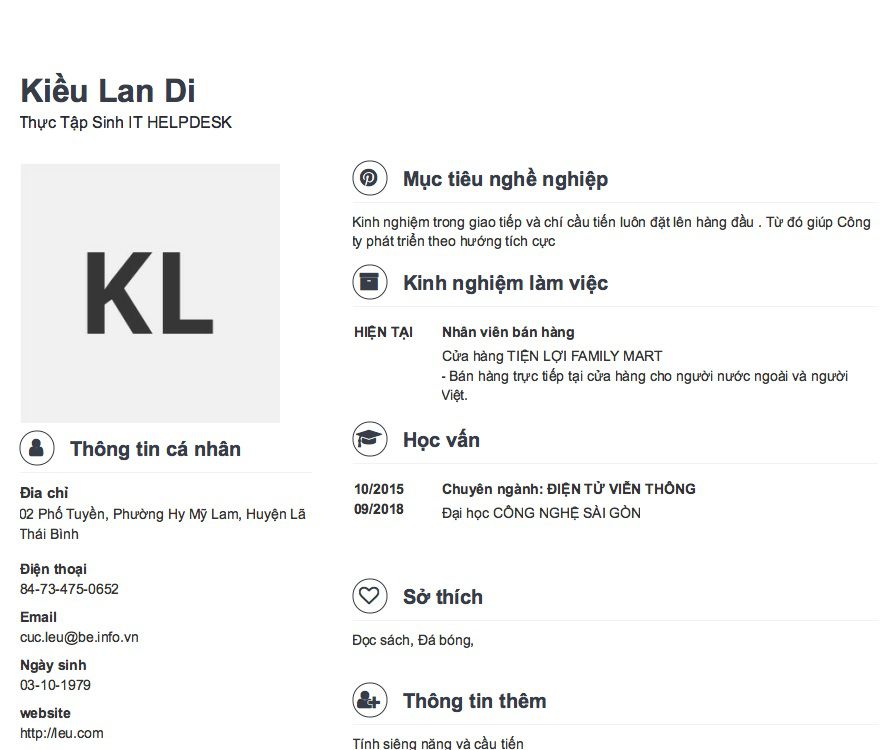 Kiều Lan Di
Thực Tập Sinh IT HELPDESK
KL
Thông tin cá nhân
Đia chỉ
02 Phố Tuyền, Phường Hy Mỹ Lam, Huyện Lã
Thái Bình
Điện thoại
84-73-475-0652
Email
cuc.leu@be.info.vn
Ngày sinh
03-10-1979
website
http://leu.com
Mục tiêu nghề nghiệp
Kinh nghiệm trong giao tiếp và chí cầu tiến luôn đặt lên hàng đầu . Từ đó giúp Công
ty phát triển theo hướng tích cực
Kinh nghiệm làm việc
HIỆN TẠI Nhân viên bán hàng
Cửa hàng TIỆN LỢI FAMILY MART
- Bán hàng trực tiếp tại cửa hàng cho người nước ngoài và người
Việt.
Học vấn
10/2015 Chuyên ngành: ĐIỆN TỬ VIỄN THÔNG
09/2018 Đại học CÔNG NGHỆ SÀI GÒN
Sở thích
Đọc sách, Đá bóng,
Thông tin thêm
Tính siêng năng và cầu tiến